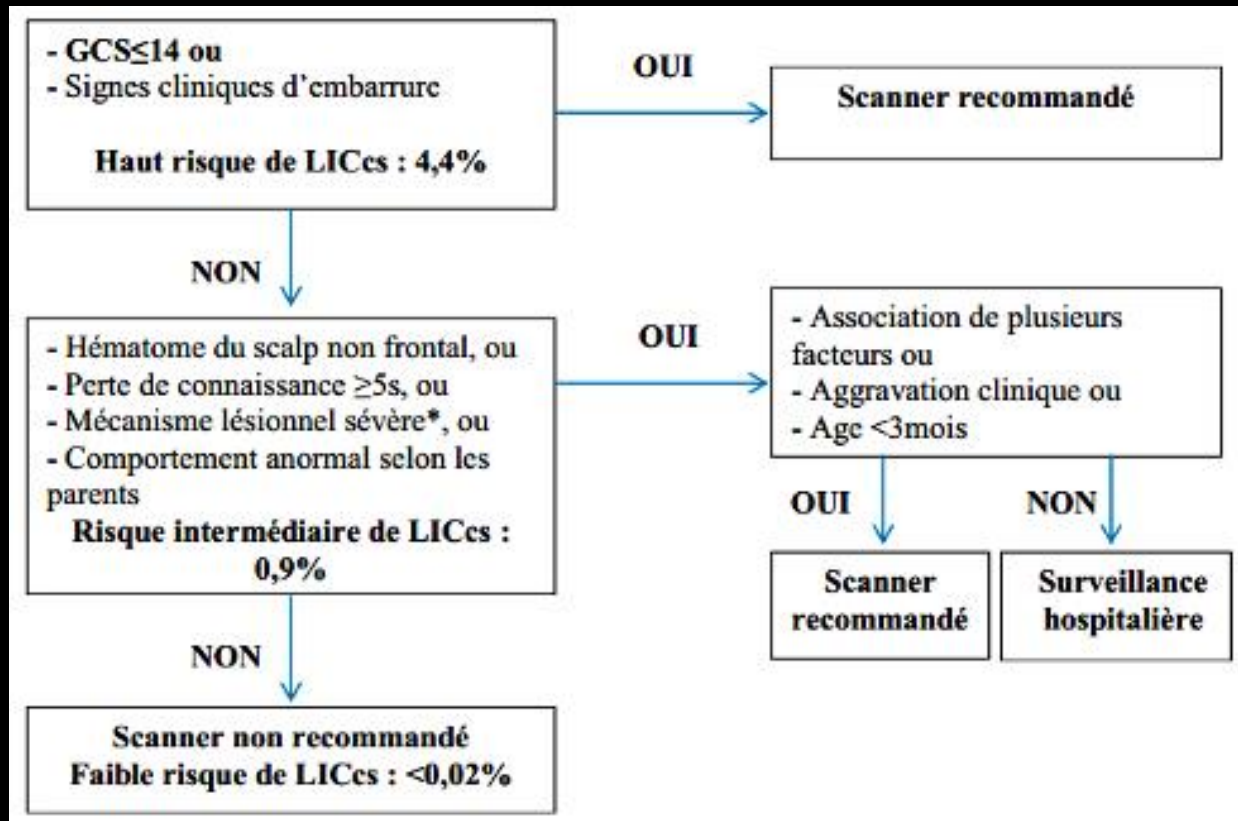 - GCS≤14 ou
- Signes cliniques d'embarrure
Haut risque de LICcs : 4,4%
OUI
Scanner recommandé
NON
- Hématome du scalp non frontal, ou
- Perte de connaissance ≥5s, ou
- Mécanisme lésionnel sévère*, ou
- Comportement anormal selon les
parents
Risque intermédiaire de LICcs :
0,9%
OUI
- Association de plusieurs
facteurs ou
- Aggravation clinique ou
- Age <3mois
OUI
Scanner
recommandé
NON
Surveillance
hospitalière
NON
Scanner non recommandé
Faible risque de LICcs : <0,02%